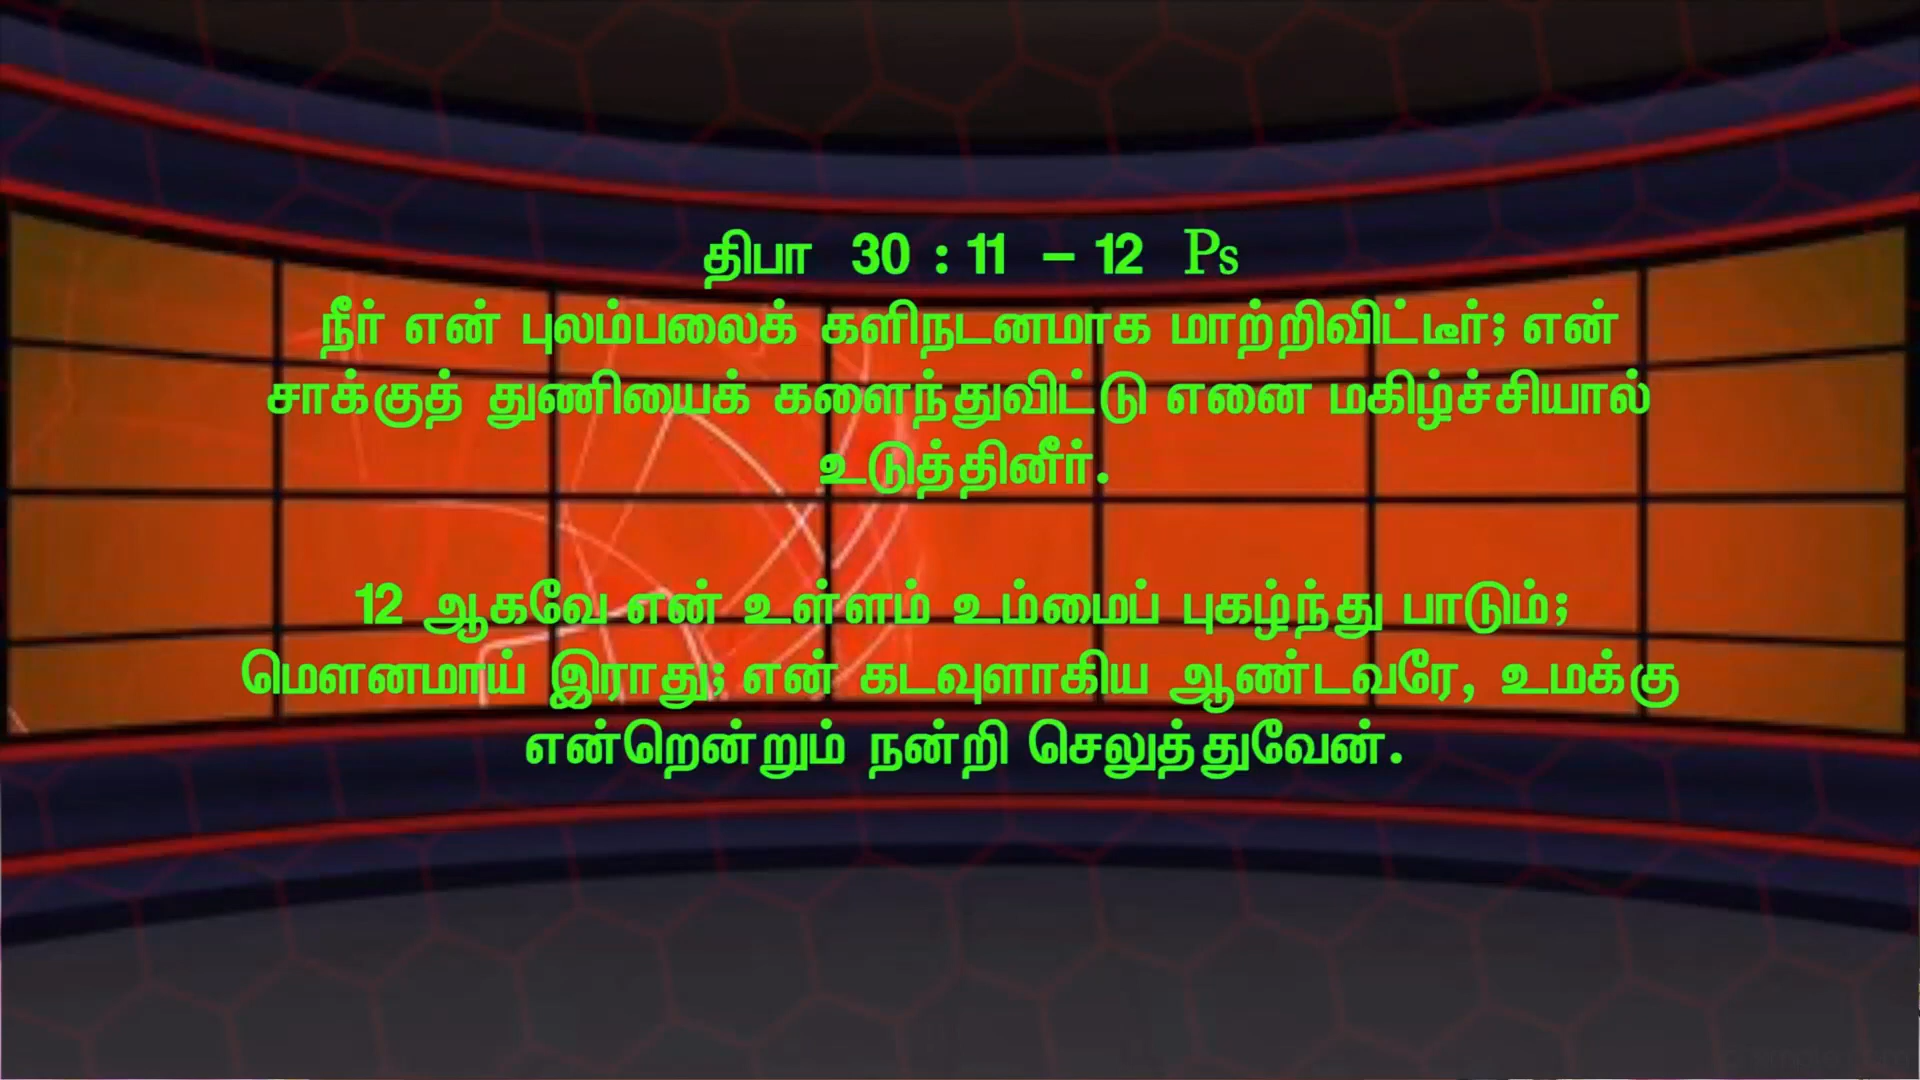 திபா 30 : 11 – 12 Ps
நீர் என் புலம்பலைக் களிநடனமாக மாற்றிவிட்டீர்; என்
சாக்குத் துணியைக் களைந்துவிட்டு எனை மகிழ்ச்சியால்
உடுத்தினீர்.
12 ஆகவே என் உள்ளம் உம்மைப் புகழ்ந்து பாடும்;
மௌனமாய் இராது; என் கடவுளாகிய ஆண்டவரே, உமக்கு
என்றென்றும் நன்றி செலுத்துவேன்.